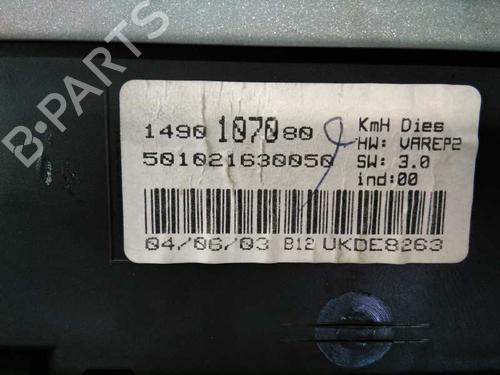 B-PARTS
1490 1070 80
501021630050
KmH Dies
HW: VAREP2
SW: 3.0
ind:00
04/06/03 B12 UKDE8263